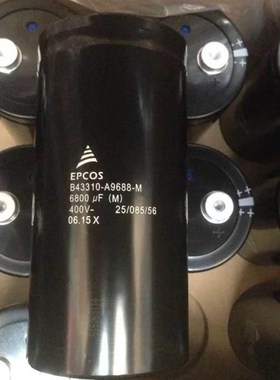 EPCOS
B43310-A9688-M
6800 µF (M)
400V- 25/085/56
06.15 X